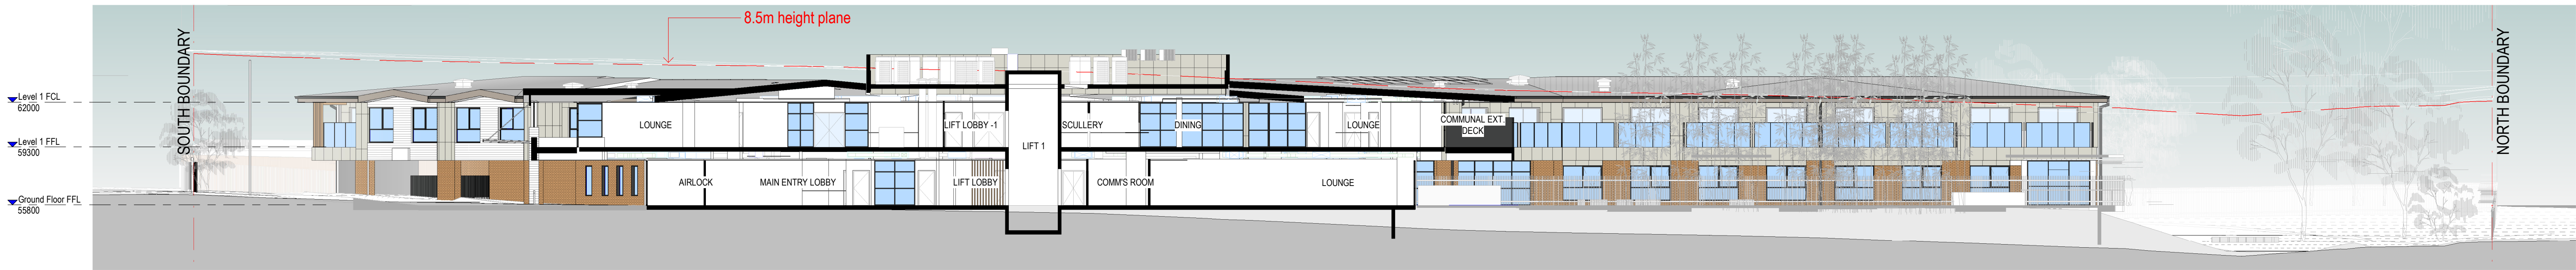 8.5m height plane
SOUTH BOUNDARY
NORTH BOUNDARY
Level 1 FCL
62000
Level 1 FFL
59300
Ground Floor FFL
55800
LOUNGE
LIFT LOBBY -1
SCULLERY
DINING
LOUNGE
COMMUNAL EXT.
DECK
LIFT 1
AIRLOCK
MAIN ENTRY LOBBY
LIFT LOBBY
COMM'S ROOM
LOUNGE